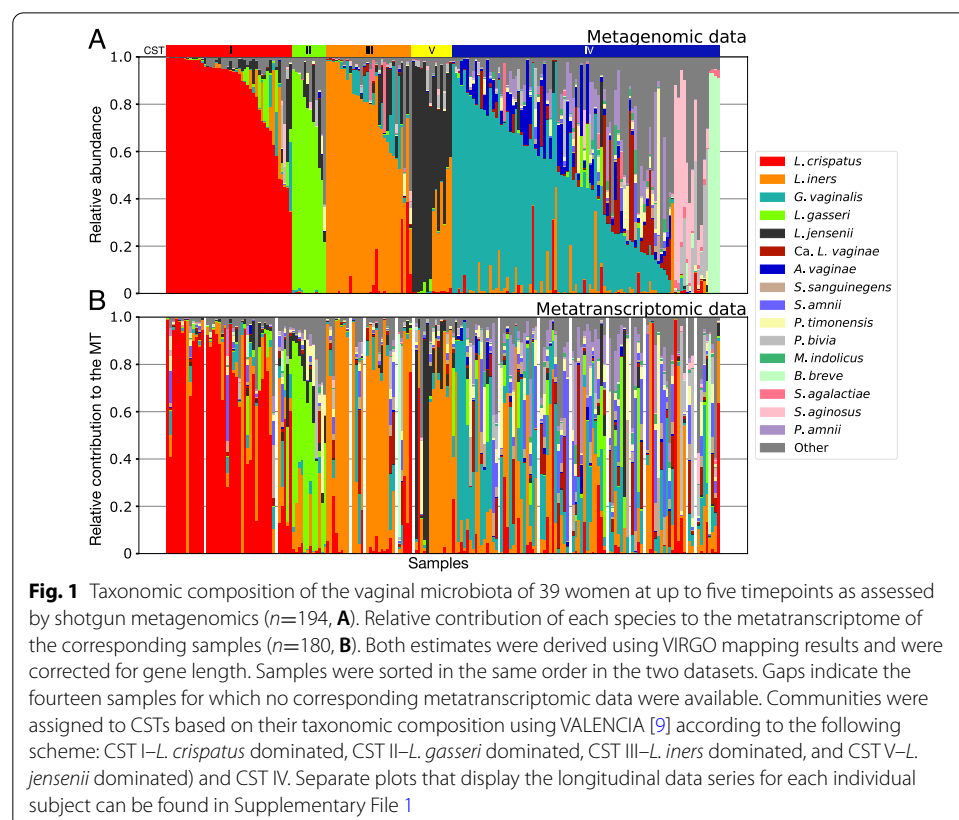 A
Metagenomic data
CST I II III V IV
1.0
0.8
0.6
0.4
0.2
0
Relative abundance
B
Metatranscriptomic data
1.0
0.8
0.6
0.4
0.2
0
Relative contribution to the MT
Samples
L. crispatus
L. iners
G. vaginalis
L. gasseri
L. jensenii
Ca. L. vaginae
A. vaginae
S. sanguinegens
S. amnii
P. timonensis
P. bivia
M. indolicus
B. breve
S. agalactiae
S. aginosus
P. amnii
Other
Fig. 1 Taxonomic composition of the vaginal microbiota of 39 women at up to five timepoints as assessed
by shotgun metagenomics (n=194, A). Relative contribution of each species to the metatranscriptome of
the corresponding samples (n=180, B). Both estimates were derived using VIRGO mapping results and were
corrected for gene length. Samples were sorted in the same order in the two datasets. Gaps indicate the
fourteen samples for which no corresponding metatranscriptomic data were available. Communities were
assigned to CSTs based on their taxonomic composition using VALENCIA [9] according to the following
scheme: CST I–L. crispatus dominated, CST II–L. gasseri dominated, CST III–L. iners dominated, and CST V–L.
jensenii dominated) and CST IV. Separate plots that display the longitudinal data series for each individual
subject can be found in Supplementary File 1